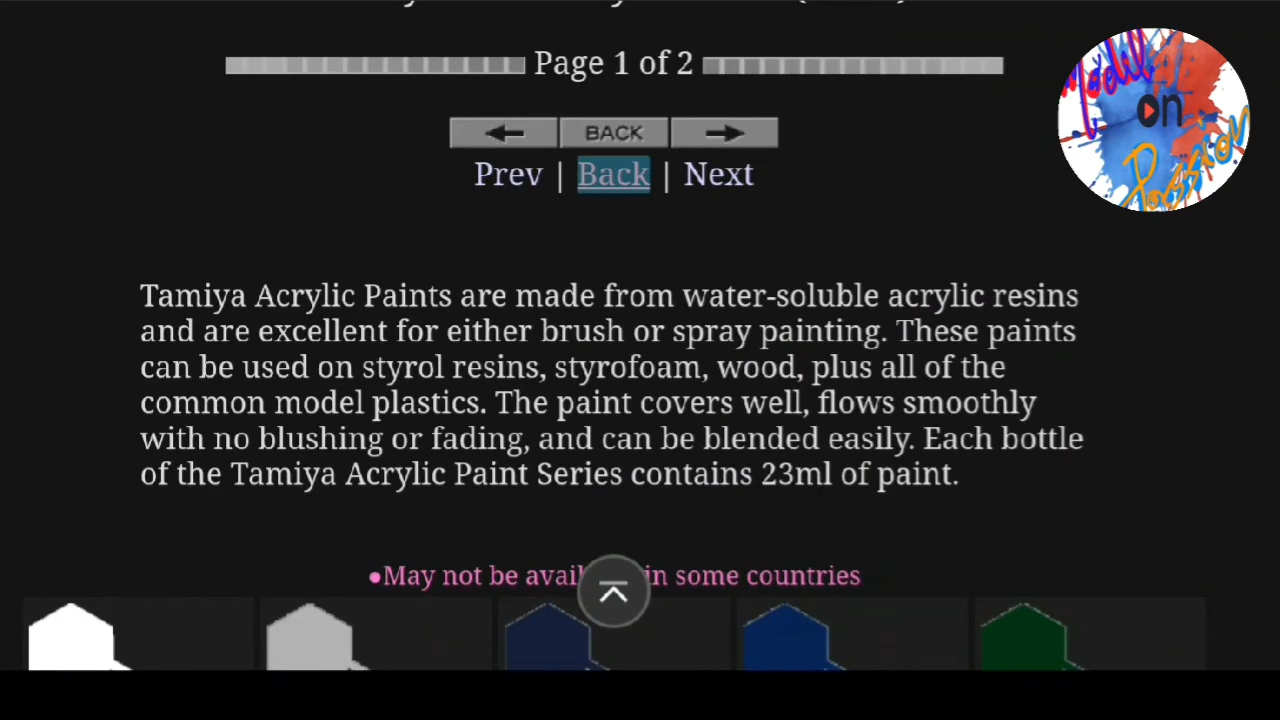 Page 1 of 2
BACK
Prev | Back | Next
Model
on
Passion
Tamiya Acrylic Paints are made from water-soluble acrylic resins
and are excellent for either brush or spray painting. These paints
can be used on styrol resins, styrofoam, wood, plus all of the
common model plastics. The paint covers well, flows smoothly
with no blushing or fading, and can be blended easily. Each bottle
of the Tamiya Acrylic Paint Series contains 23ml of paint.
●May not be in some countries